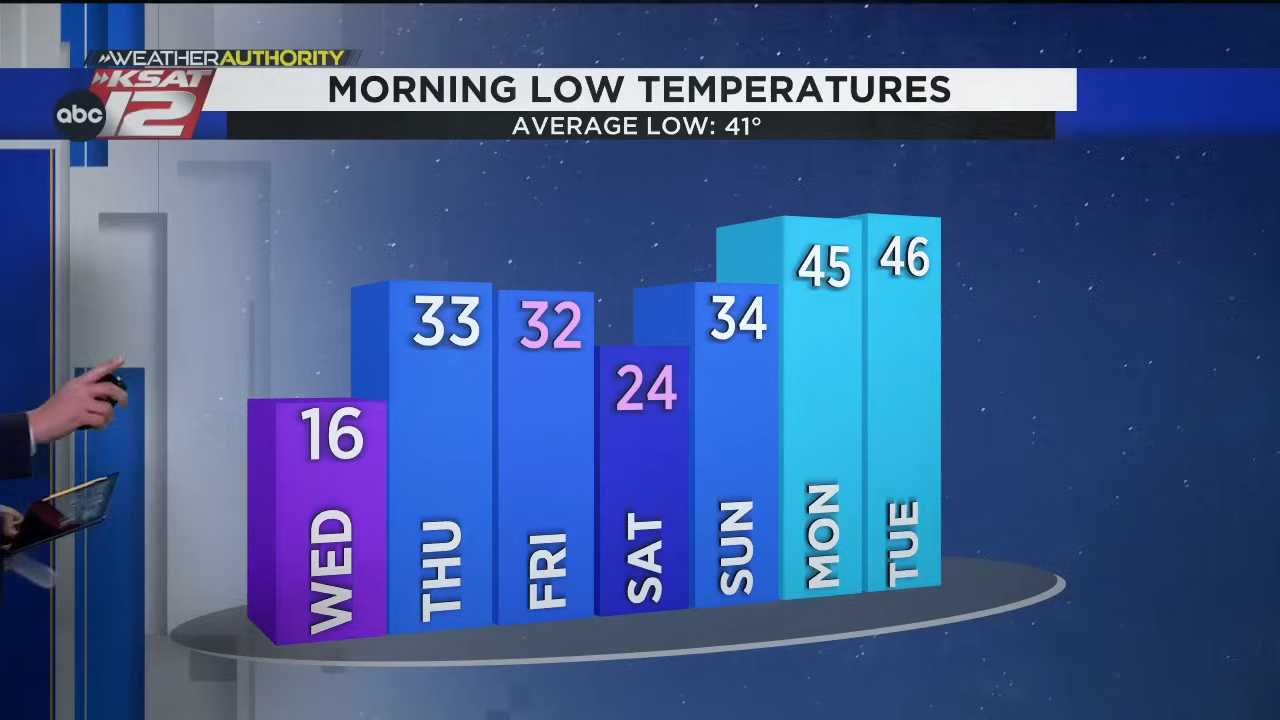 WEATHERAUTHORITY
KSAT
abc 12
MORNING LOW TEMPERATURES
AVERAGE LOW: 41°
16 33 32 24 34 45 46
WED THU FRI SAT SUN MON TUE